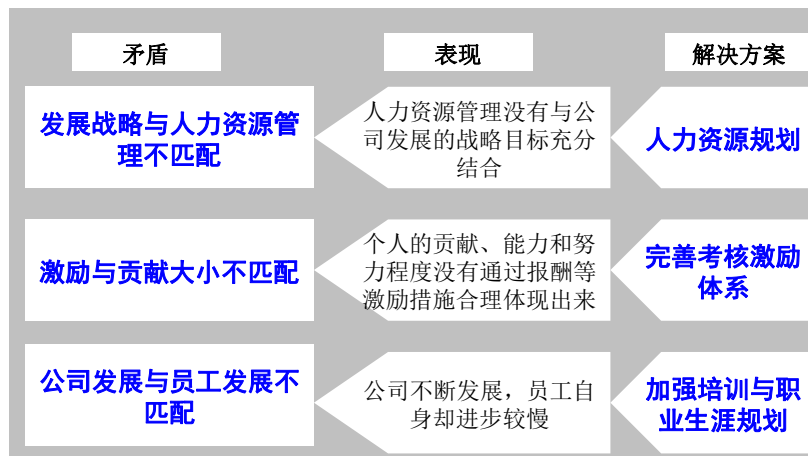 矛盾
表现
解决方案
发展战略与人力资源管
理不匹配
人力资源管理没有与公
司发展的战略目标充分
结合
人力资源规划
激励与贡献大小不匹配
个人的贡献、能力和努
力程度没有通过报酬等
激励措施合理体现出来
完善考核激励
体系
公司发展与员工发展不
匹配
公司不断发展，员工自
身却进步较慢
加强培训与职
业生涯规划